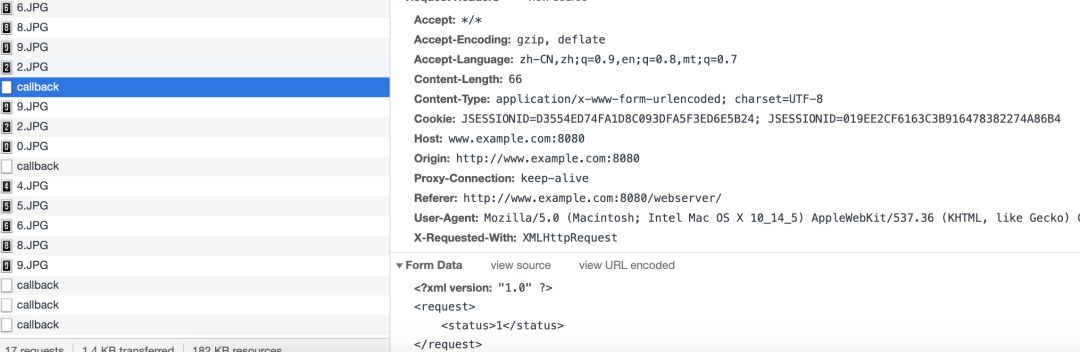 6.JPG
8.JPG
9.JPG
2.JPG
callback
9.JPG
2.JPG
0.JPG
callback
4.JPG
5.JPG
6.JPG
8.JPG
9.JPG
callback
callback
callback
17 requests 1.4 KB transferred 182 KB resources
Request Headers view source
Accept: */*
Accept-Encoding: gzip, deflate
Accept-Language: zh-CN,zh;q=0.9,en;q=0.8,mt;q=0.7
Content-Length: 66
Content-Type: application/x-www-form-urlencoded; charset=UTF-8
Cookie: JSESSIONID=D3554ED74FA1D8C093DFA5F3ED6E5B24; JSESSIONID=019EE2CF6163C3B916478382274A86B4
Host: www.example.com:8080
Origin: http://www.example.com:8080
Proxy-Connection: keep-alive
Referer: http://www.example.com:8080/webserver/
User-Agent: Mozilla/5.0 (Macintosh; Intel Mac OS X 10_14_5) AppleWebKit/537.36 (KHTML, like Gecko)
X-Requested-With: XMLHttpRequest
Form Data view source view URL encoded
<?xml version: "1.0" ?>
<request>
<status>1</status>
</request>